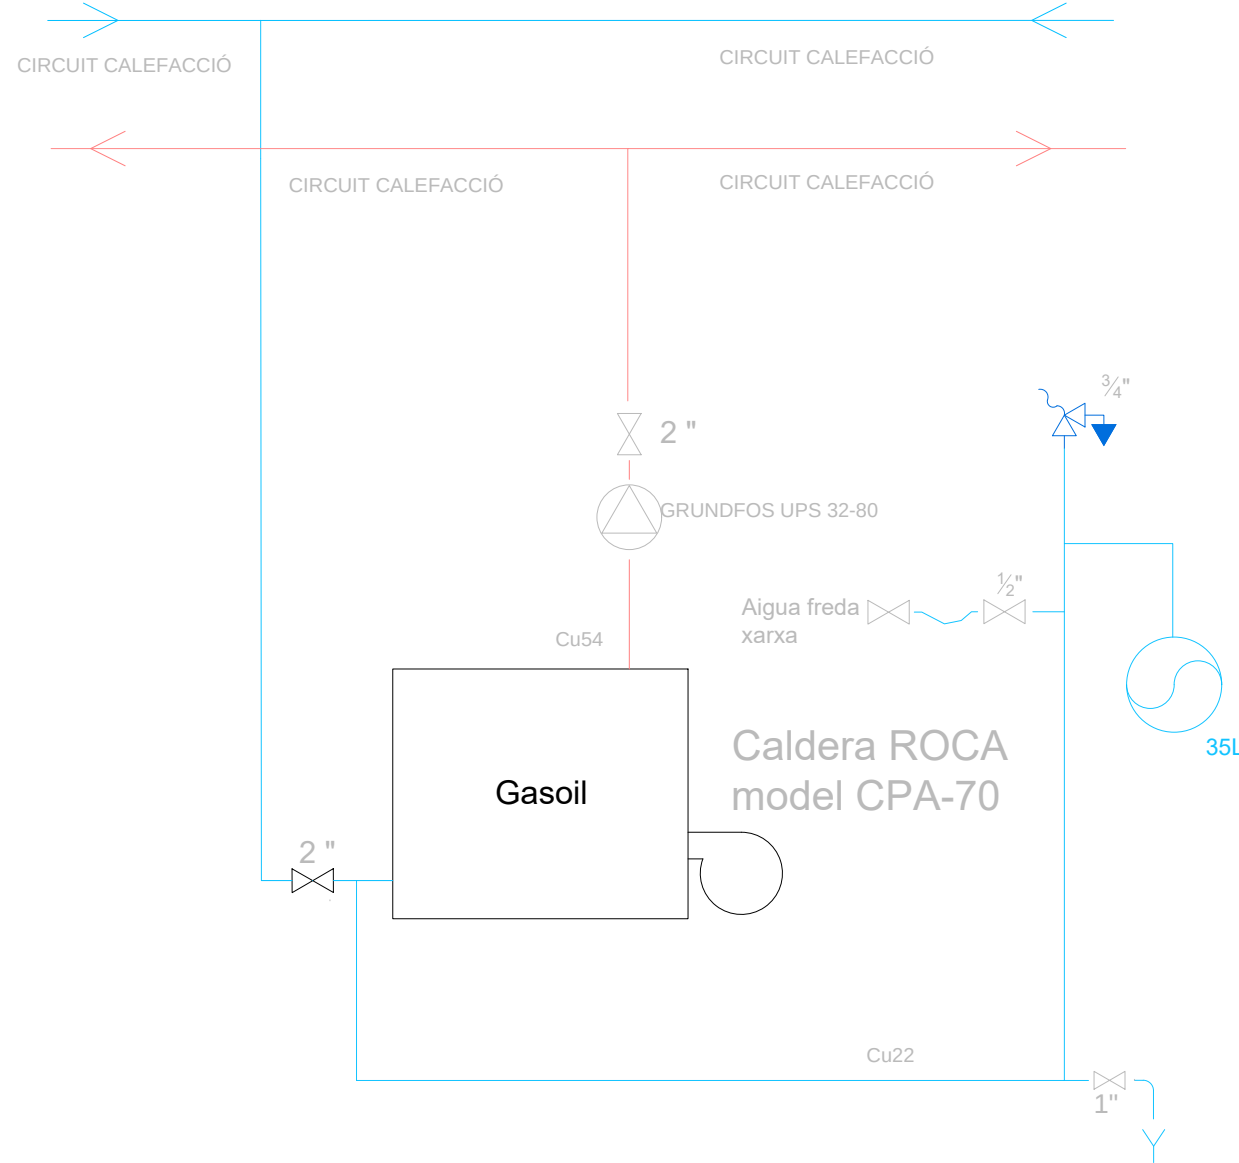 CIRCUIT CALEFACCIÓ
CIRCUIT CALEFACCIÓ
CIRCUIT CALEFACCIÓ
CIRCUIT CALEFACCIÓ
¾"
2 "
GRUNDFOS UPS 32-80
½"
Aigua freda
xarxa
Cu54
Caldera ROCA
model CPA-70
35L
Gasoil
2 "
Cu22
1"